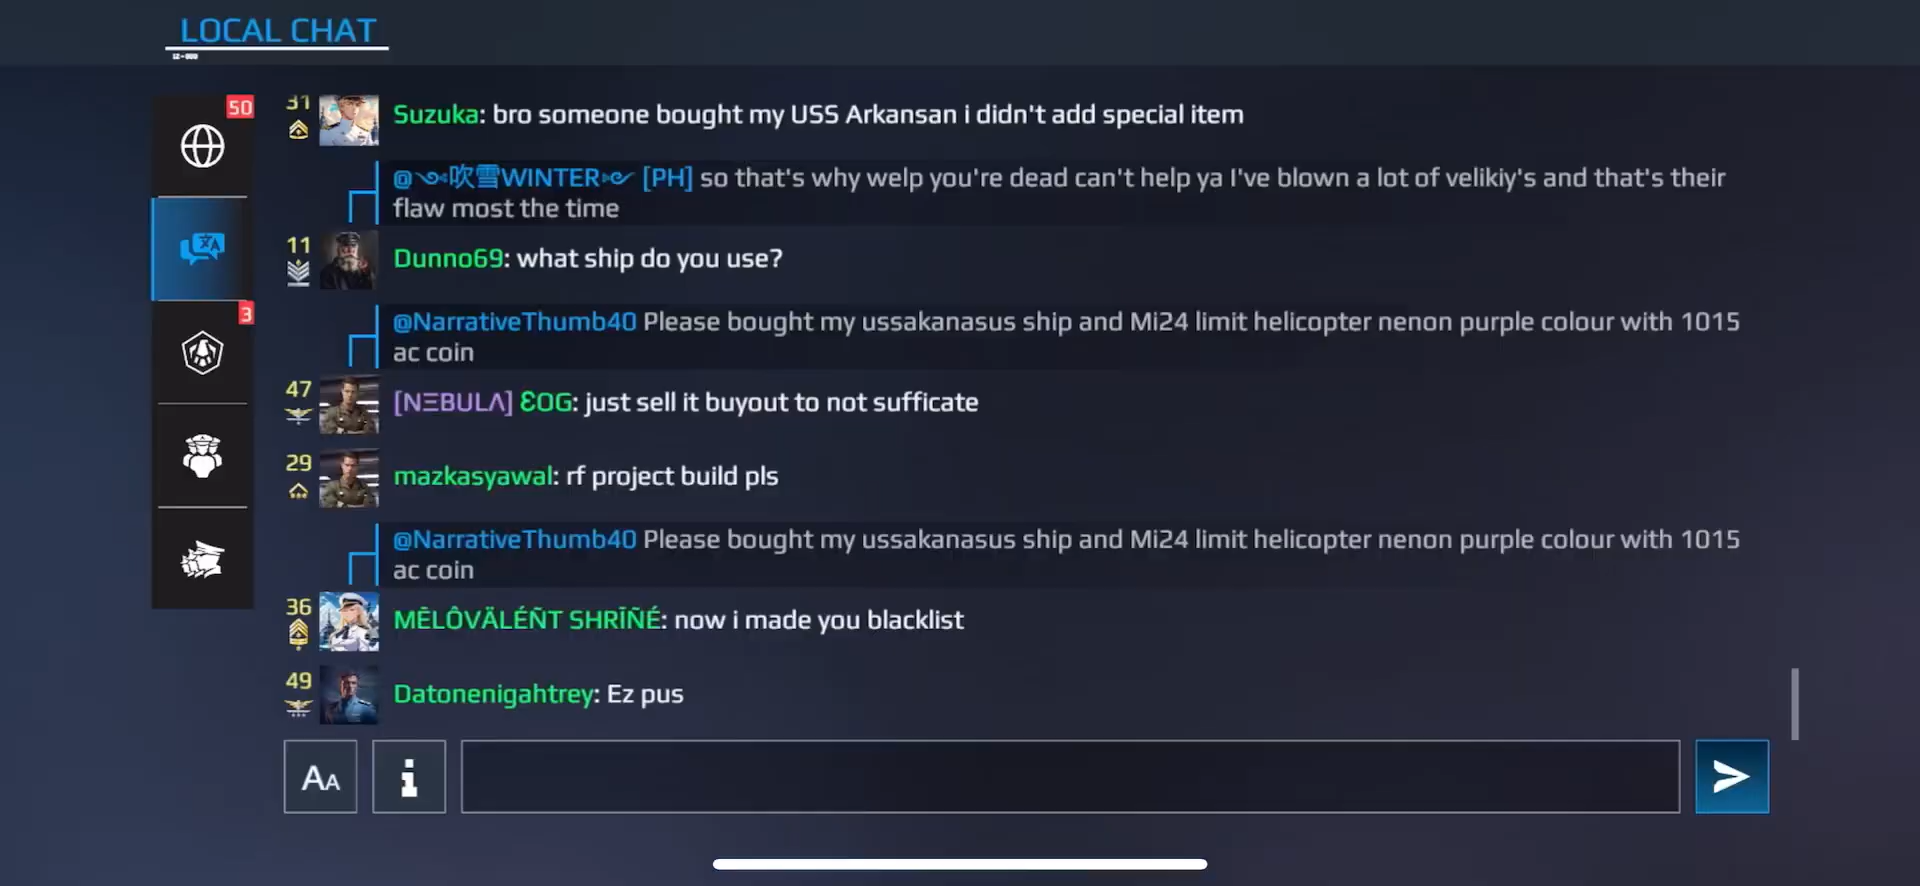 LOCAL CHAT
50
31
Suzuka: bro someone bought my USS Arkansan i didn't add special item
@吹雪WINTER [PH] so that's why welp you're dead can't help ya I've blown a lot of velikiy's and that's their
flaw most the time
11
Dunno69: what ship do you use?
3
@NarrativeThumb40 Please bought my ussakanasus ship and Mi24 limit helicopter nenon purple colour with 1015
ac coin
47
[NΞBULΛ] ƐOG: just sell it buyout to not sufficate
29
mazkasyawal: rf project build pls
@NarrativeThumb40 Please bought my ussakanasus ship and Mi24 limit helicopter nenon purple colour with 1015
ac coin
36
MĒLÔVÄLÉÑT SHRĪÑÉ: now i made you blacklist
49
Datonenigahtrey: Ez pus
AA
i